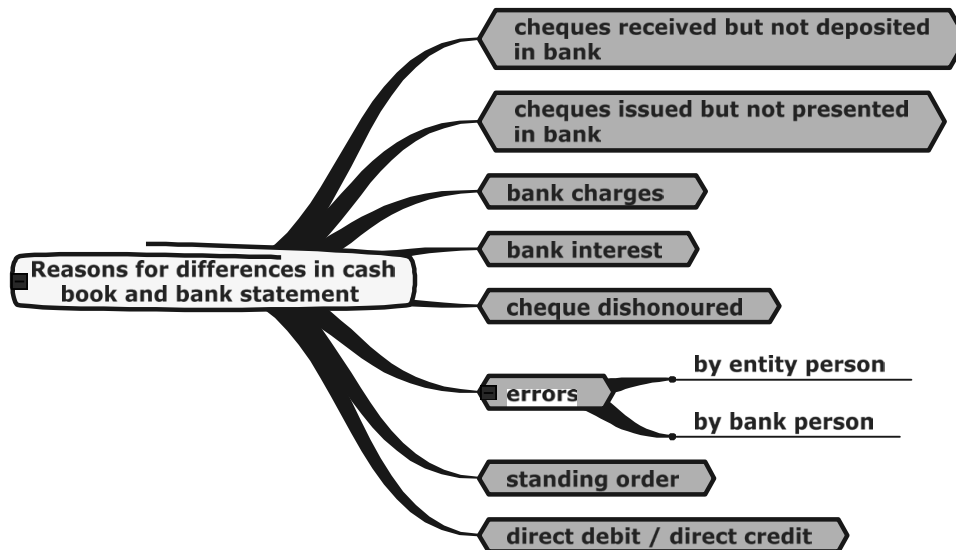 cheques received but not deposited
in bank
cheques issued but not presented
in bank
bank charges
bank interest
Reasons for differences in cash
book and bank statement
cheque dishonoured
errors
by entity person
by bank person
standing order
direct debit / direct credit